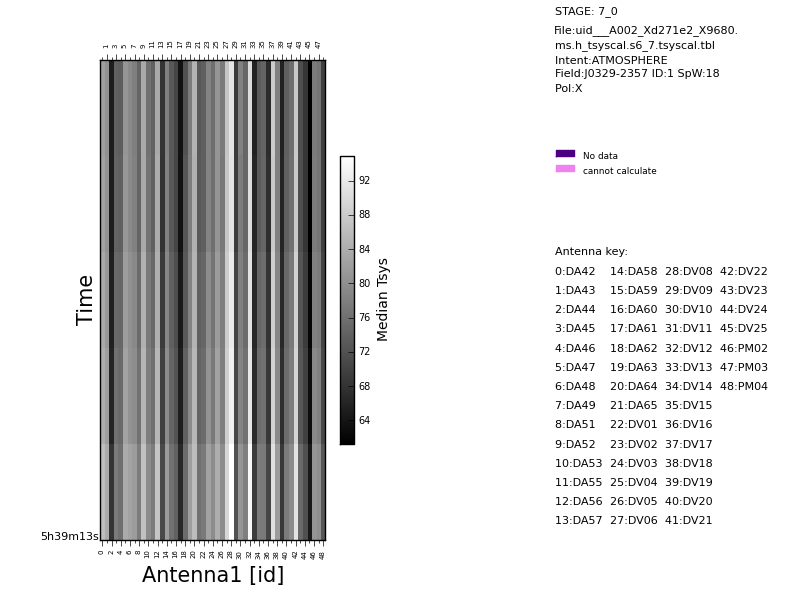 STAGE: 7_0
File:uid___A002_Xd271e2_X9680.
ms.h_tsyscal.s6_7.tsyscal.tbl
Intent:ATMOSPHERE
Field:J0329-2357 ID:1 SpW:18
Pol:X
1 3 5 7 9 11 13 15 17 19 21 23 25 27 29 31 33 35 37 39 41 43 45 47
No data
cannot calculate
92
88
84
80
76
72
68
64
Median Tsys
Time
5h39m13s
0 2 4 6 8 10 12 14 16 18 20 22 24 26 28 30 32 34 36 38 40 42 44 46 48
Antenna1 [id]
Antenna key:
0:DA42 14:DA58 28:DV08 42:DV22
1:DA43 15:DA59 29:DV09 43:DV23
2:DA44 16:DA60 30:DV10 44:DV24
3:DA45 17:DA61 31:DV11 45:DV25
4:DA46 18:DA62 32:DV12 46:PM02
5:DA47 19:DA63 33:DV13 47:PM03
6:DA48 20:DA64 34:DV14 48:PM04
7:DA49 21:DA65 35:DV15
8:DA51 22:DV01 36:DV16
9:DA52 23:DV02 37:DV17
10:DA53 24:DV03 38:DV18
11:DA55 25:DV04 39:DV19
12:DA56 26:DV05 40:DV20
13:DA57 27:DV06 41:DV21